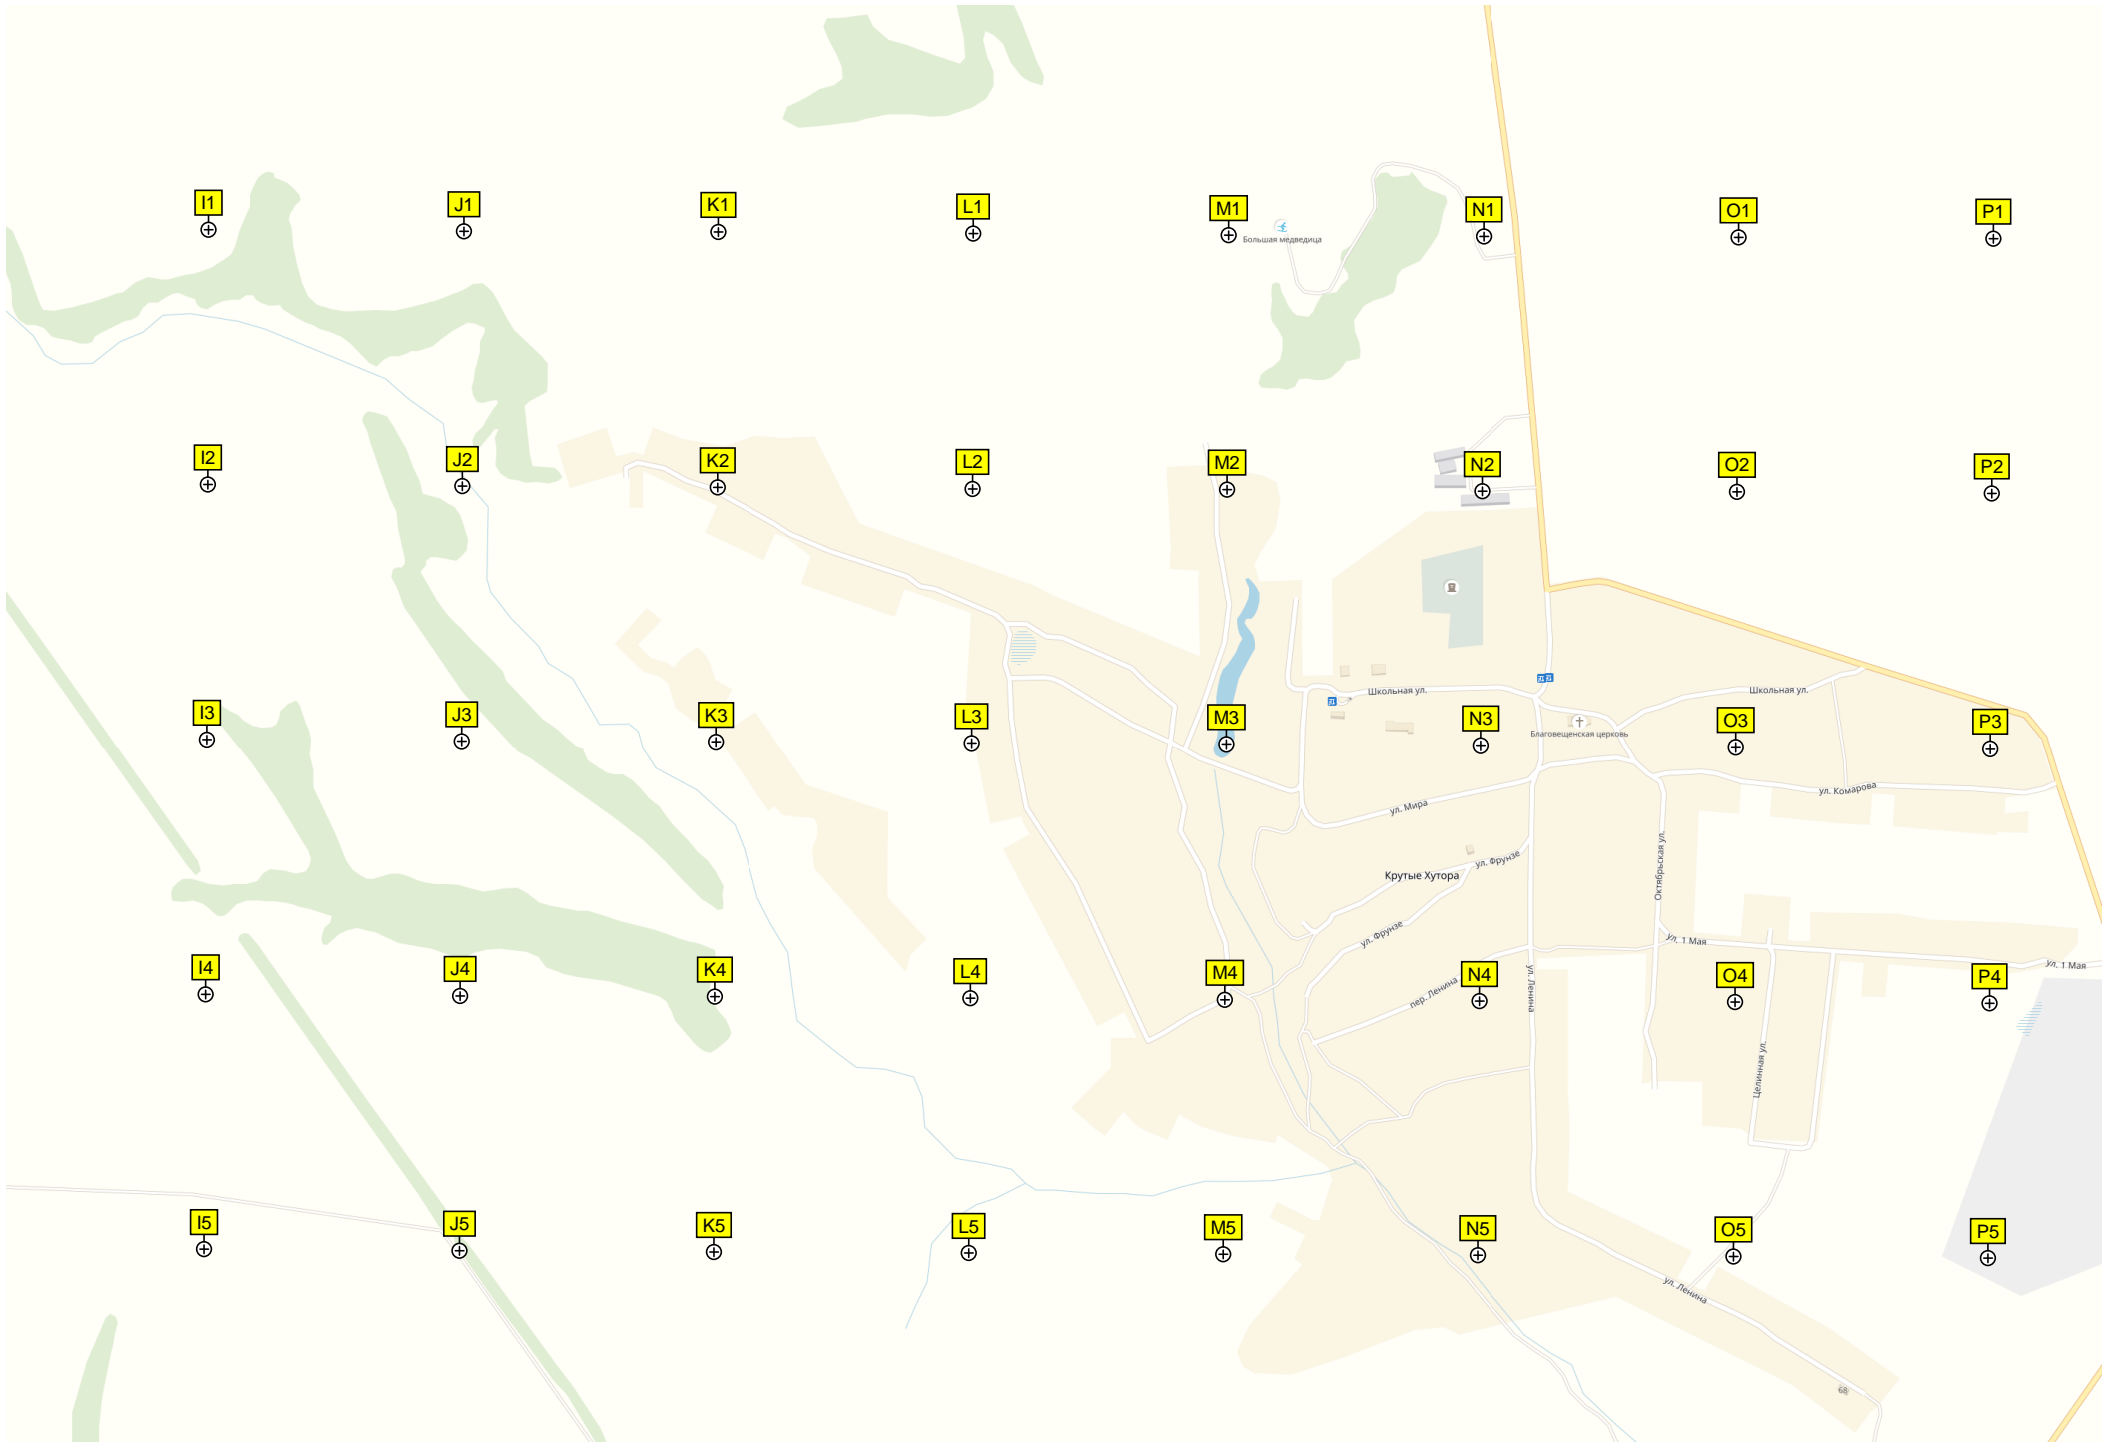 I1
J1
K1
L1
M1
N1
O1
P1
Большая медведица
I2
J2
K2
L2
M2
N2
O2
P2
Школьная ул.
Школьная ул.
I3
J3
K3
L3
M3
N3
O3
P3
Благовещенская церковь
ул. Комарова
ул. Мира
ул. Фрунзе
Октябрьская ул.
Крутые Хутора
ул. Фрунзе
ул. 1 Мая
ул. 1 Мая
I4
J4
K4
L4
M4
N4
O4
P4
пер. Ленина
ул. Ленина
Целинная ул.
I5
J5
K5
L5
M5
N5
O5
P5
ул. Ленина
68